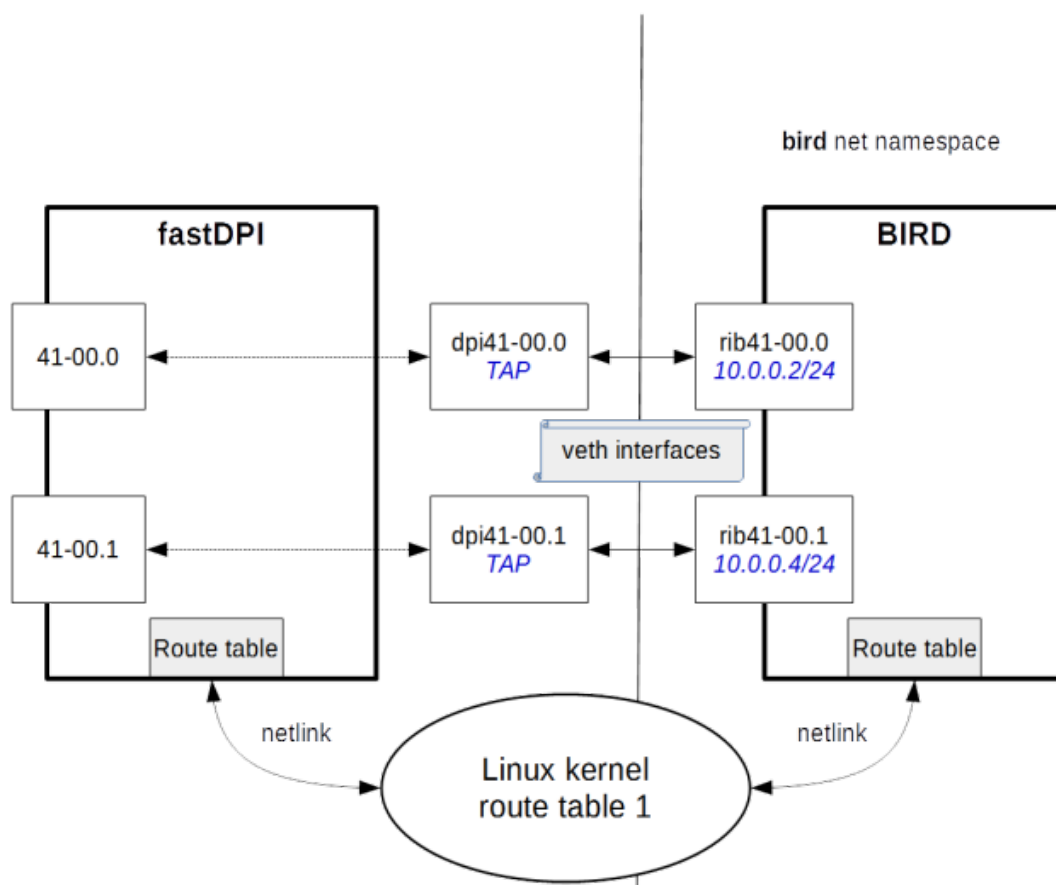 bird net namespace
fastDPI
BIRD
41-00.0
dpi41-00.0
TAP
rib41-00.0
10.0.0.2/24
veth interfaces
41-00.1
dpi41-00.1
TAP
rib41-00.1
10.0.0.4/24
Route table
Route table
netlink
netlink
Linux kernel
route table 1